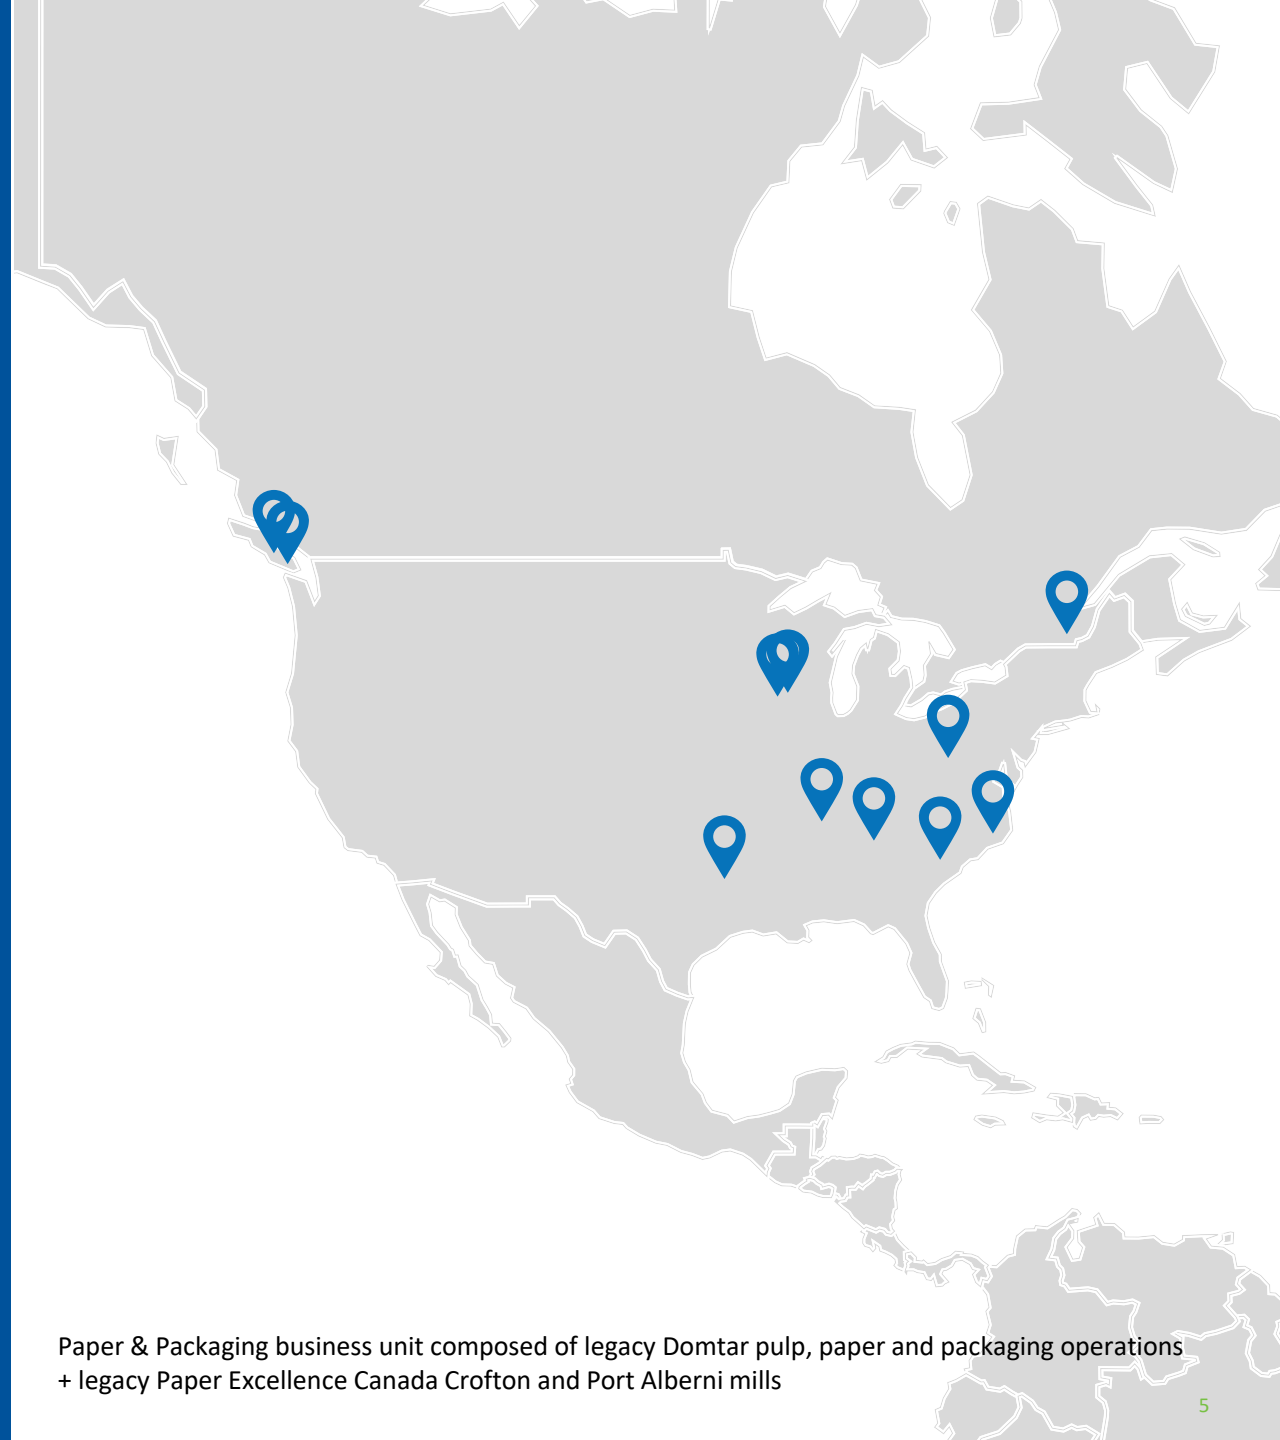 Paper & Packaging business unit composed of legacy Domtar pulp, paper and packaging operations
+ legacy Paper Excellence Canada Crofton and Port Alberni mills
5